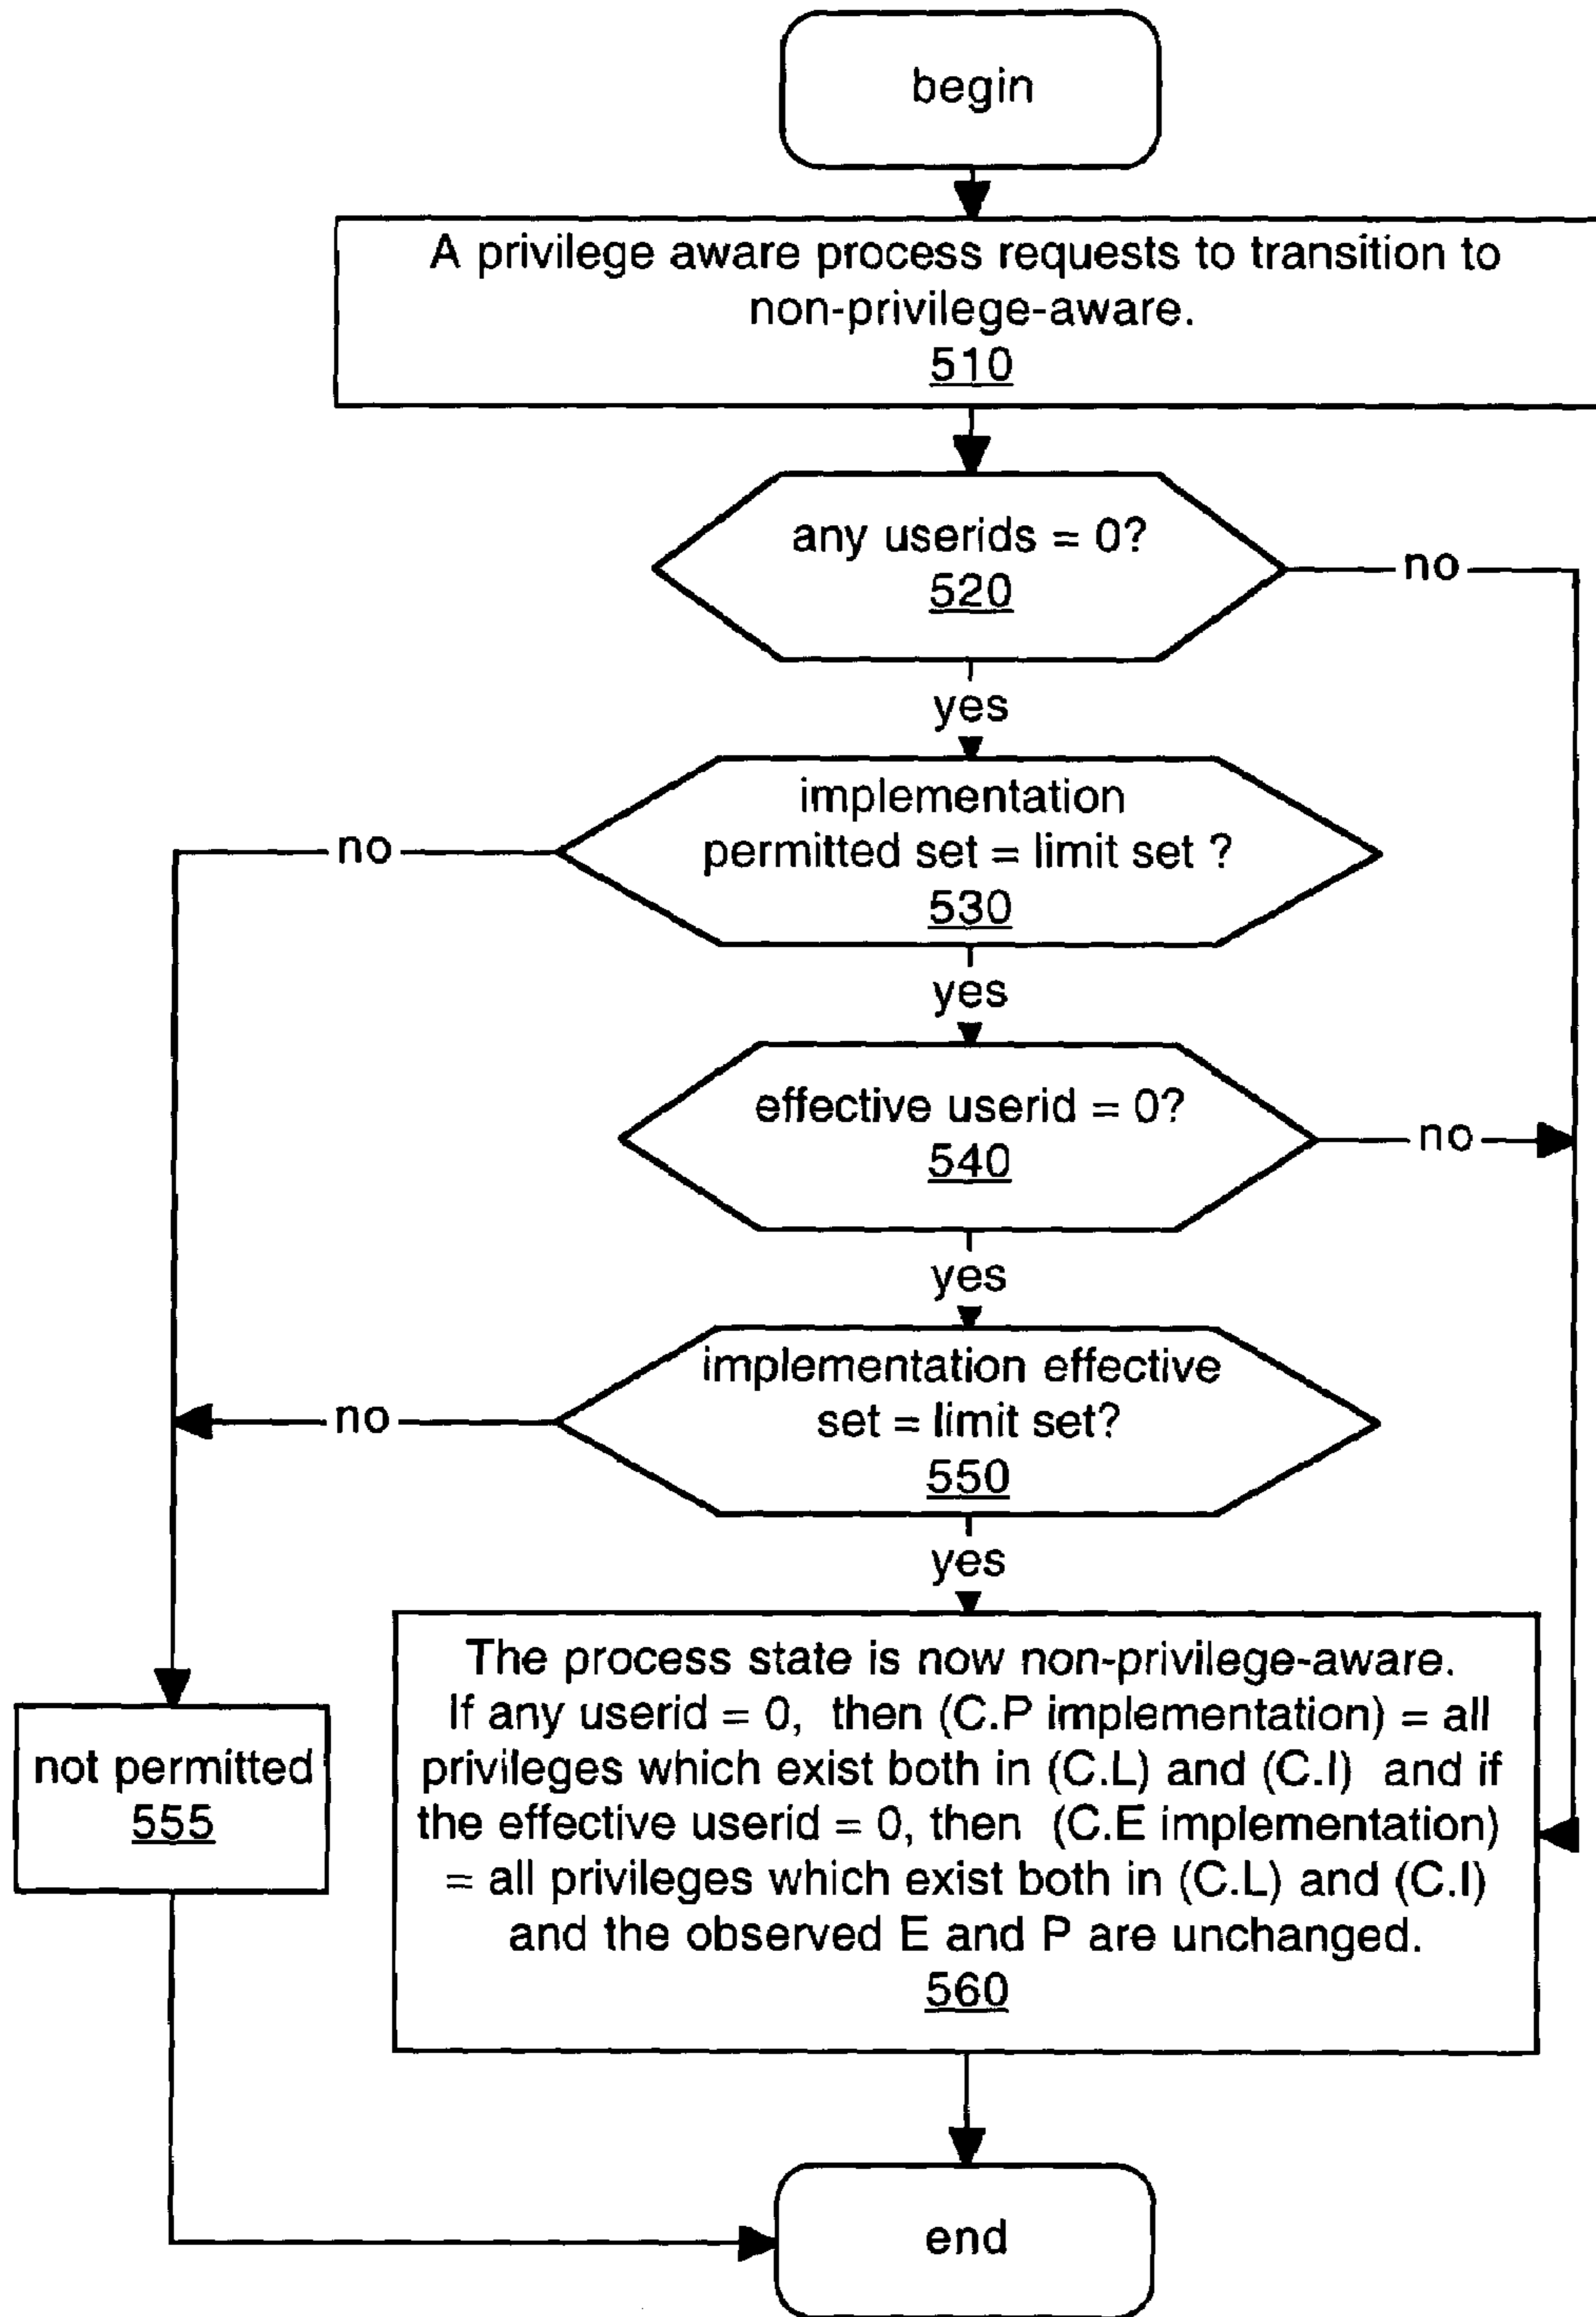 begin
A privilege aware process requests to transition to
non-privilege-aware.
510
any userids = 0?
520
no
yes
implementation
permitted set = limit set ?
530
no
yes
effective userid = 0?
540
no
yes
implementation effective
set = limit set?
550
no
yes
The process state is now non-privilege-aware.
If any userid = 0, then (C.P implementation) = all
privileges which exist both in (C.L) and (C.I) and if
the effective userid = 0, then (C.E implementation)
= all privileges which exist both in (C.L) and (C.I)
and the observed E and P are unchanged.
560
not permitted
555
end